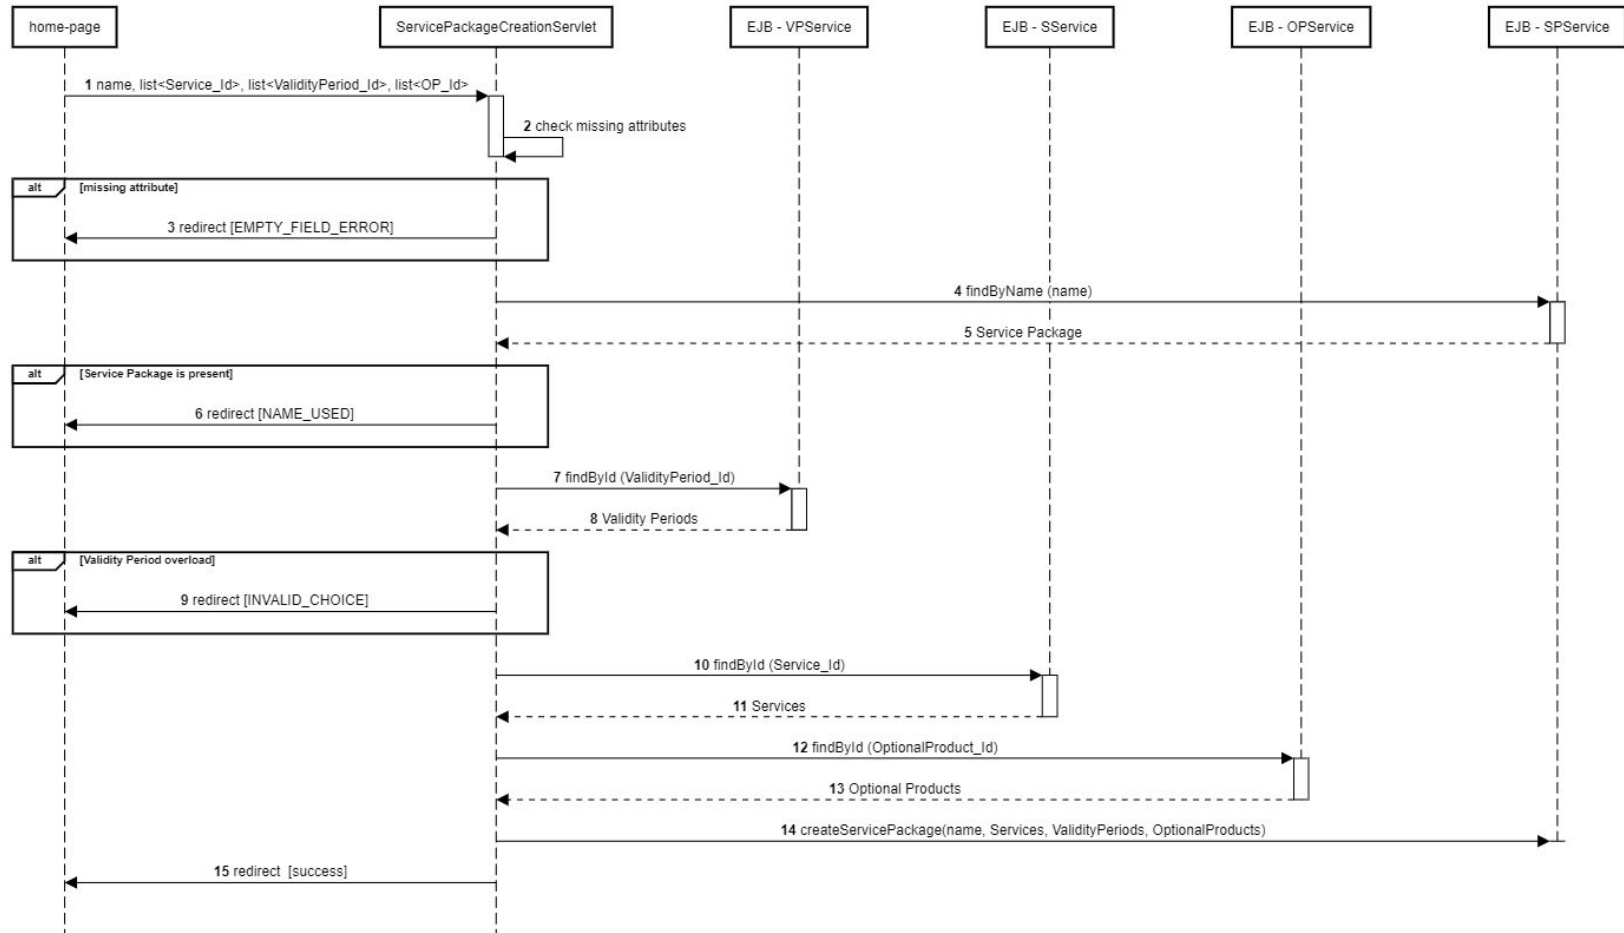 home-page
ServicePackageCreationServlet
EJB - VPService
EJB - SService
EJB - OPService
EJB - SPService
1 name, list<Service_Id>, list<ValidityPeriod_Id>, list<OP_Id>
2 check missing attributes
alt [missing attribute]
3 redirect [EMPTY_FIELD_ERROR]
4 findByName (name)
5 Service Package
alt [Service Package is present]
6 redirect [NAME_USED]
7 findById (ValidityPeriod_Id)
8 Validity Periods
alt [Validity Period overload]
9 redirect [INVALID_CHOICE]
10 findById (Service_Id)
11 Services
12 findById (OptionalProduct_Id)
13 Optional Products
14 createServicePackage(name, Services, ValidityPeriods, OptionalProducts)
15 redirect [success]